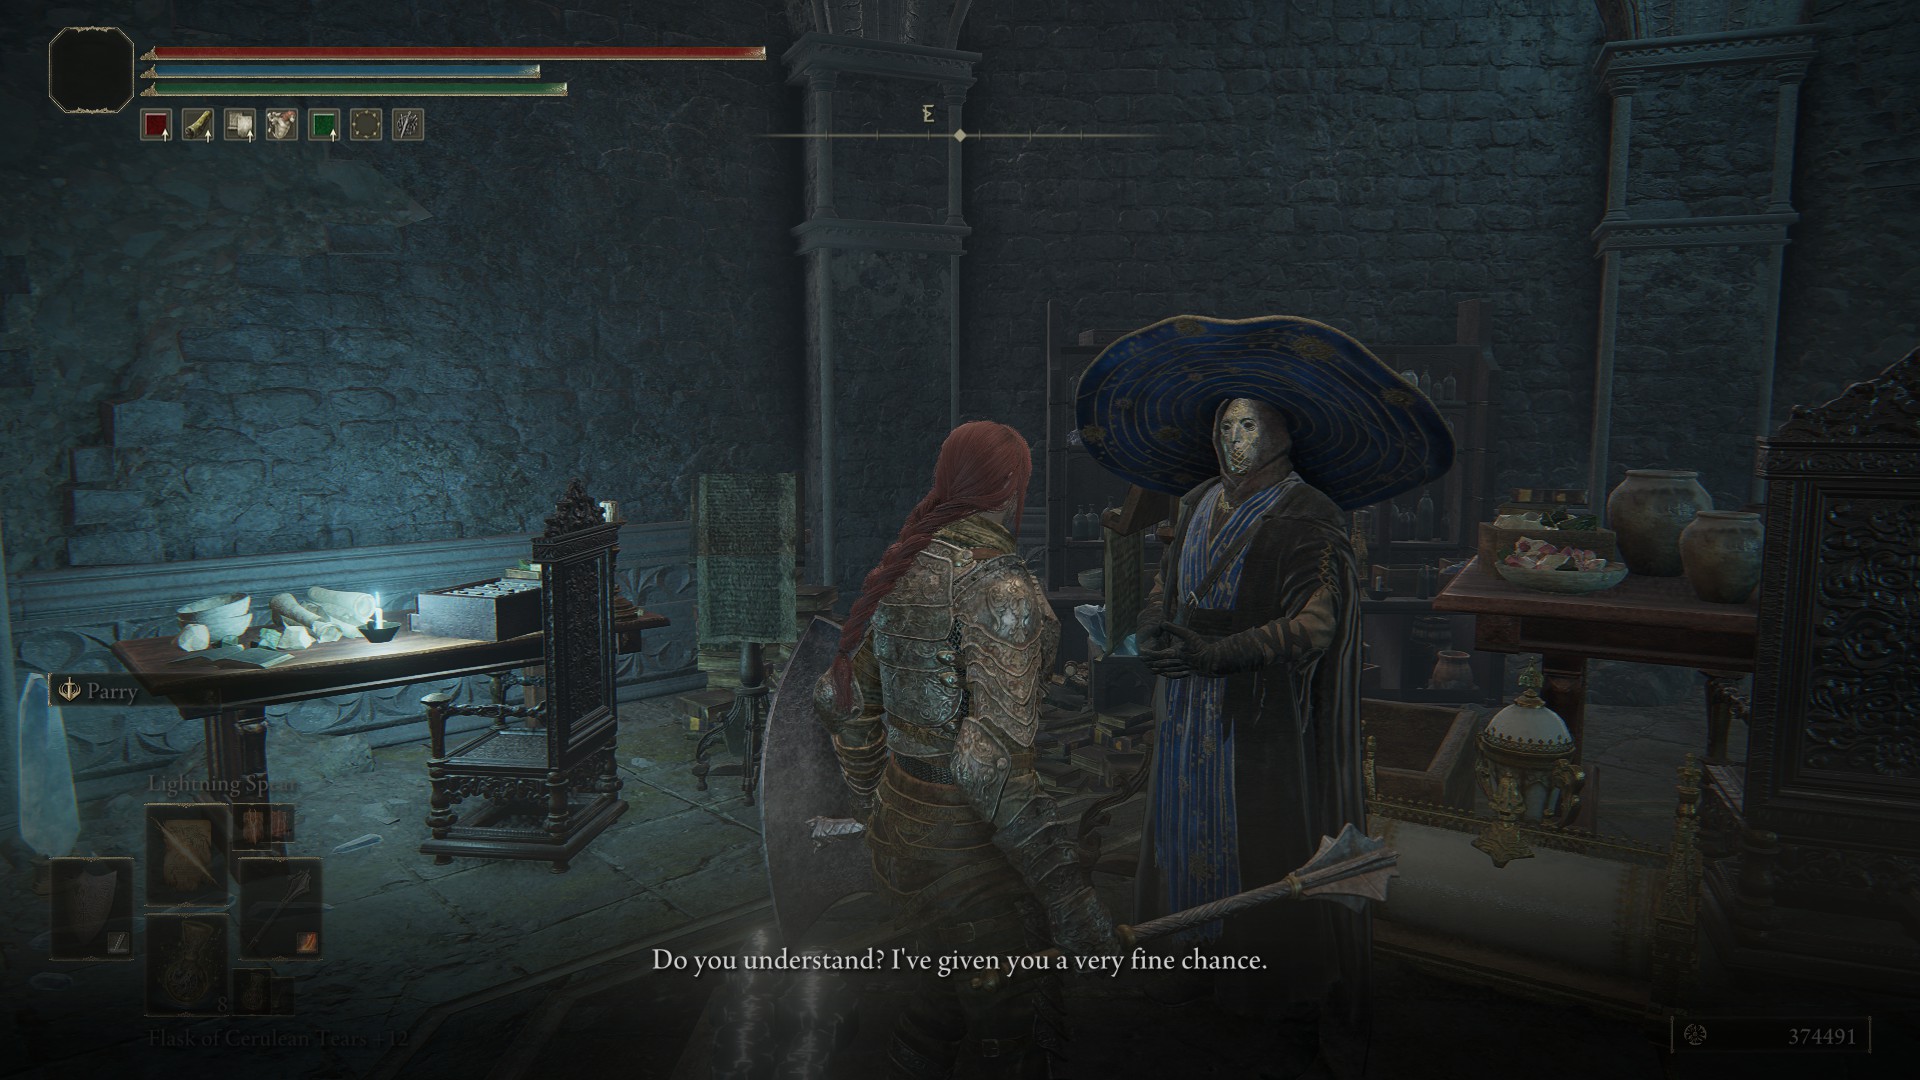 E
Parry
Lightning Spear
8
Flask of Cerulean Tears +12
Do you understand? I've given you a very fine chance.
374491